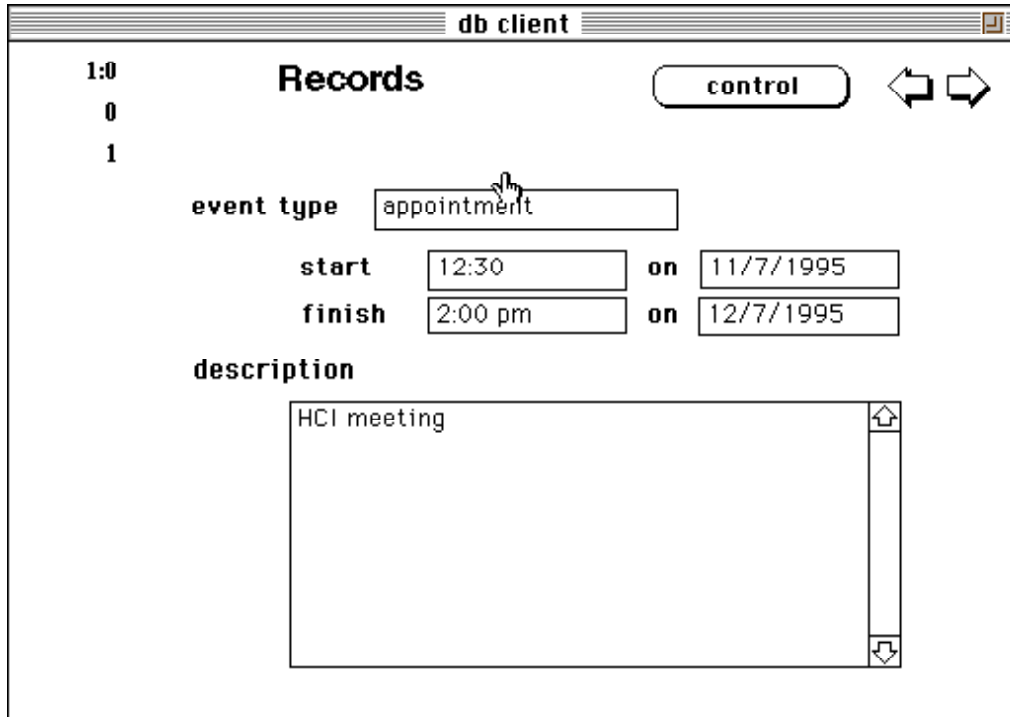 db client
1:0 Records control
0
1
event type appointment
start 12:30 on 11/7/1995
finish 2:00 pm on 12/7/1995
description
HCI meeting